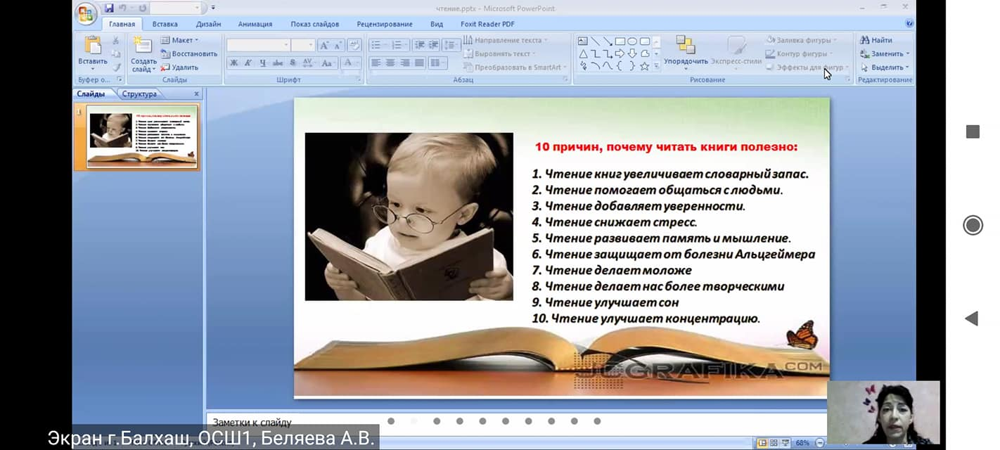 чтение.pptx - Microsoft PowerPoint
Главная Вставка Дизайн Анимация Показ слайдов Рецензирование Вид Foxit Reader PDF
Вставить
Буфер о...
Создать слайд
Макет
Восстановить
Удалить
Слайды
Ж К Ч abc S AV Aa A
Шрифт
Направление текста
Выровнять текст
Преобразовать в SmartArt
Абзац
Упорядочить
Экспресс-стили
Заливка фигуры
Контур фигуры
Эффекты для фигур
Рисование
Найти
Заменить
Выделить
Редактирование
Слайды Структура x
1
10 причин, почему читать книги полезно:
1. Чтение книг увеличивает словарный запас.
2. Чтение помогает общаться с людьми.
3. Чтение добавляет уверенности.
4. Чтение снижает стресс.
5. Чтение развивает память и мышление.
6. Чтение защищает от болезни Альцгеймера
7. Чтение делает моложе
8. Чтение делает нас более творческими
9. Чтение улучшает сон
10. Чтение улучшает концентрацию.
JCGRAFIKA.COM
Заметки к слайду
Экран г.Балхаш, ОСШ1, Беляева А.В.
68%